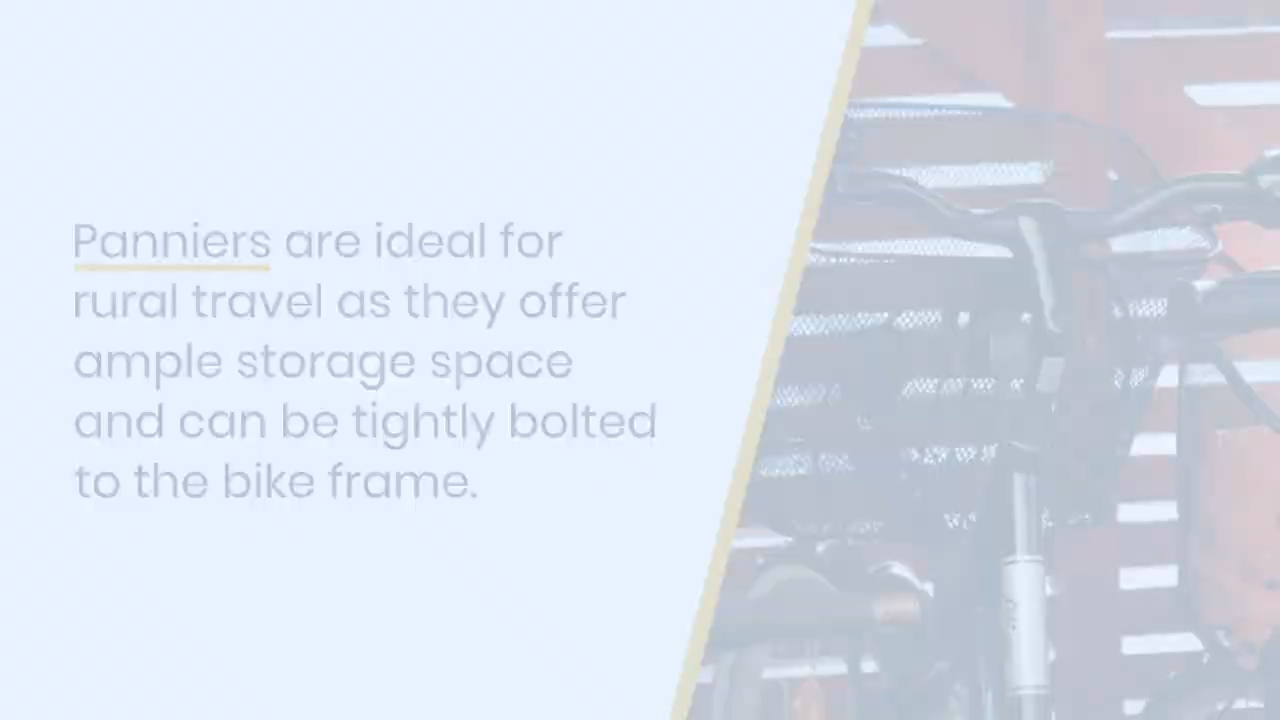 Panniers are ideal for
rural travel as they offer
ample storage space
and can be tightly bolted
to the bike frame.